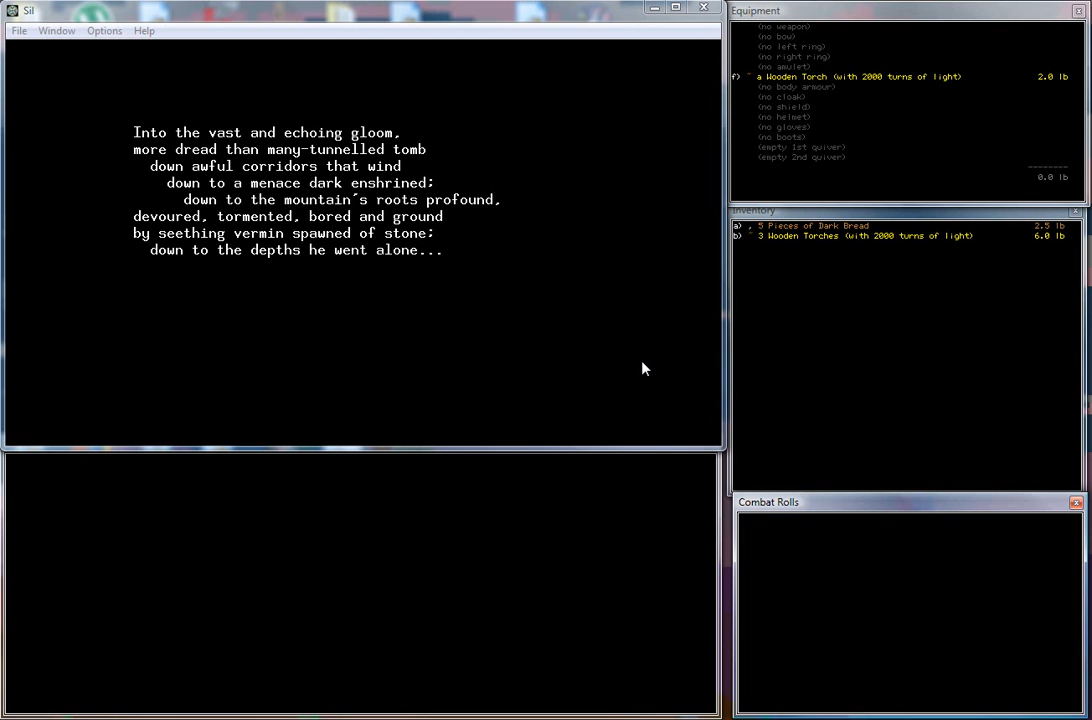 Sil
File Window Options Help
Into the vast and echoing gloom,
more dread than many-tunnelled tomb
down awful corridors that wind
down to a menace dark enshrined;
down to the mountain's roots profound,
devoured, tormented, bored and ground
by seething vermin spawned of stone;
down to the depths he went alone...
Equipment
(no weapon)
(no bow)
(no left ring)
(no right ring)
(no amulet)
f) ~ a Wooden Torch (with 2000 turns of light) 2.0 lb
(no body armour)
(no cloak)
(no shield)
(no helmet)
(no gloves)
(no boots)
(empty 1st quiver)
(empty 2nd quiver)
--------
0.0 lb
Inventory
a) , 5 Pieces of Dark Bread 2.5 lb
b) ~ 3 Wooden Torches (with 2000 turns of light) 6.0 lb
Combat Rolls